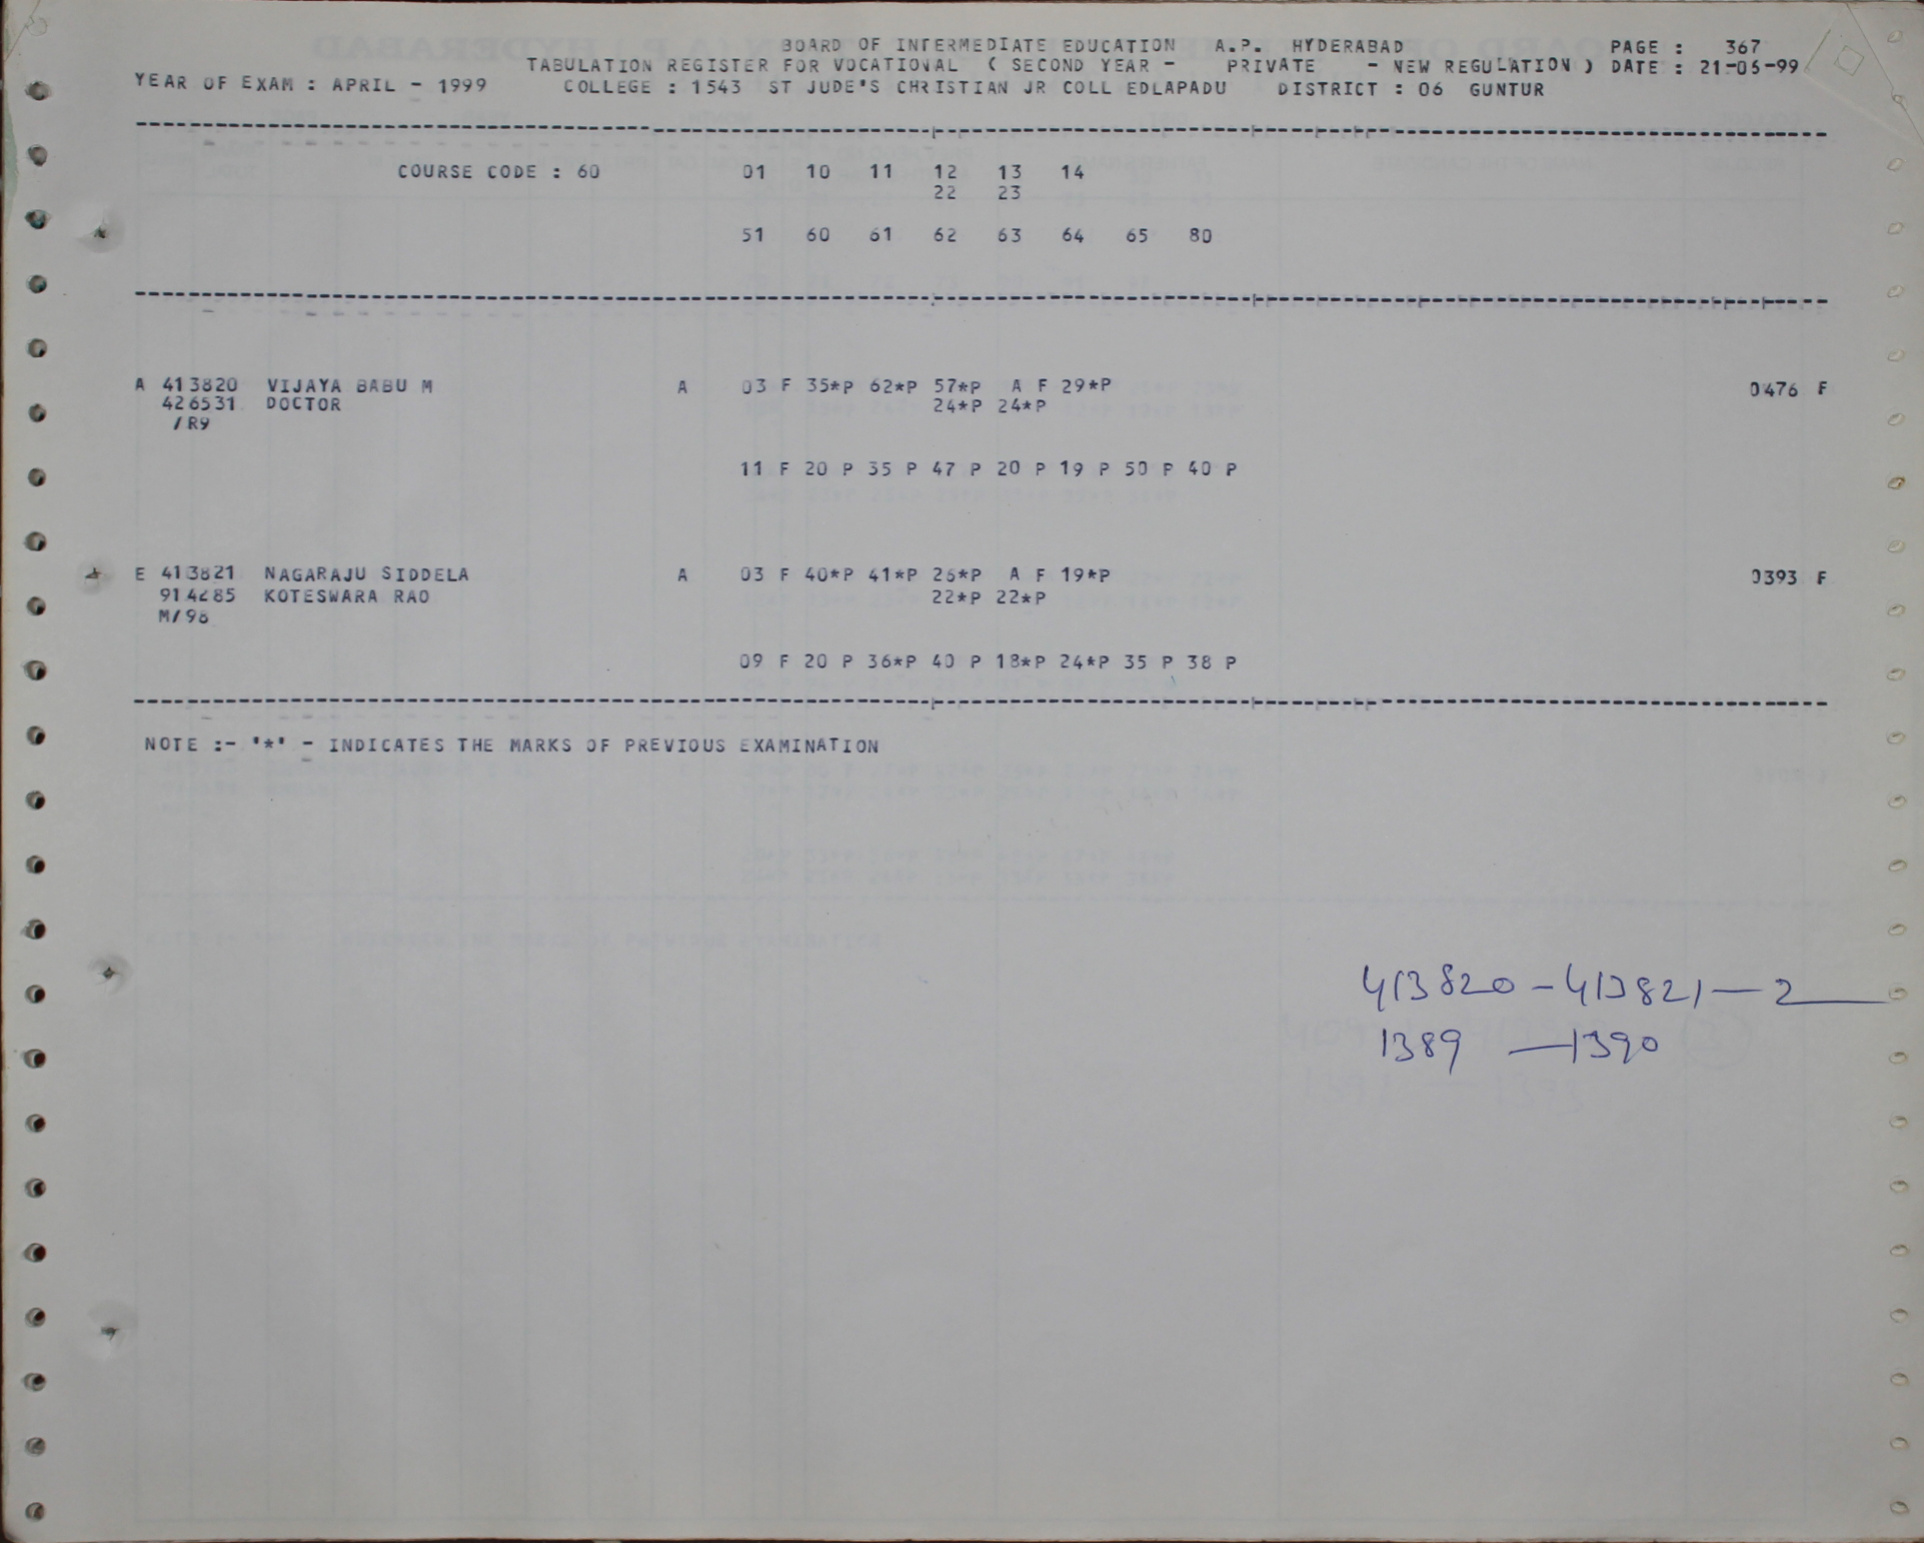 BOARD OF INTERMEDIATE EDUCATION A.P. HYDERABAD PAGE : 367
TABULATION REGISTER FOR VOCATIONAL ( SECOND YEAR - PRIVATE - NEW REGULATION ) DATE : 21-06-99
YEAR OF EXAM : APRIL - 1999 COLLEGE : 1543 ST JUDE'S CHRISTIAN JR COLL EDLAPADU DISTRICT : 06 GUNTUR
COURSE CODE : 60 01 10 11 12 13 14
22 23
51 60 61 62 63 64 65 80
A 413820 VIJAYA BABU M A 03 F 35*P 62*P 57*P A F 29*P 0476 F
426531 DOCTOR 24*P 24*P
/R9
11 F 20 P 35 P 47 P 20 P 19 P 50 P 40 P
E 413821 NAGARAJU SIDDELA A 03 F 40*P 41*P 26*P A F 19*P 0393 F
914285 KOTESWARA RAO 22*P 22*P
M/98
09 F 20 P 36*P 40 P 18*P 24*P 35 P 38 P
NOTE :- "*" - INDICATES THE MARKS OF PREVIOUS EXAMINATION
413820 - 413821 - 2
1389 - 1390